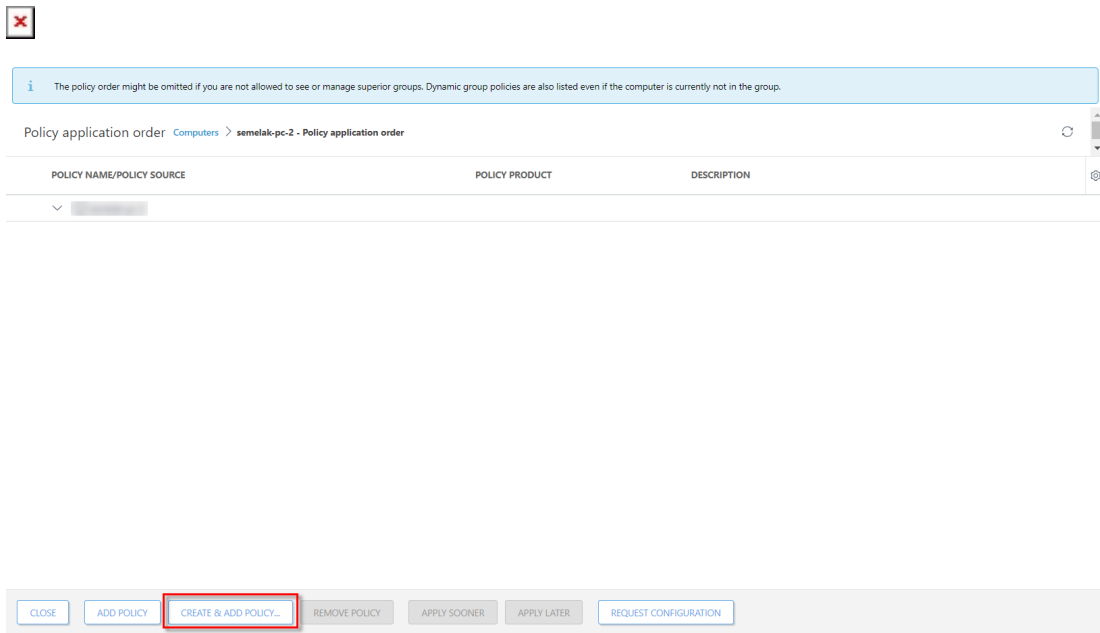 The policy order might be omitted if you are not allowed to see or manage superior groups. Dynamic group policies are also listed even if the computer is currently not in the group.
Policy application order Computers > semelak-pc-2 - Policy application order
POLICY NAME/POLICY SOURCE POLICY PRODUCT DESCRIPTION
CLOSE ADD POLICY CREATE & ADD POLICY... REMOVE POLICY APPLY SOONER APPLY LATER REQUEST CONFIGURATION